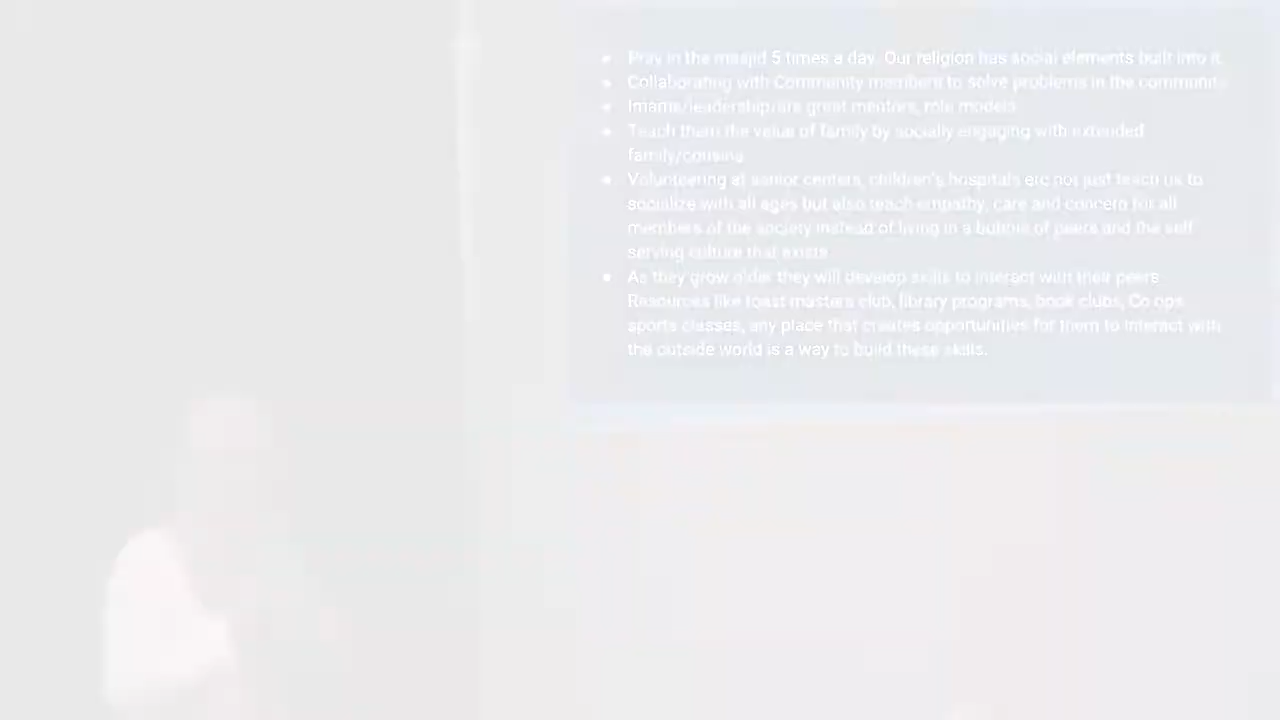 • Pray in the masjid 5 times a day. Our religion has social elements built into it.
• Collaborating with Community members to solve problems in the community.
• Imams/leadership are great mentors, role models
• Teach them the value of family by socially engaging with extended
family/cousins
• Volunteering at senior centers, children's hospitals etc not just teach us to
socialize with all ages but also teach empathy, care and concern for all
members of the society instead of living in a bubble of peers and the self
serving culture that exists
• As they grow older they will develop skills to interact with their peers.
Resources like toast masters club, library programs, book clubs, Co ops,
sports classes, any place that creates opportunities for them to interact with
the outside world is a way to build these skills.